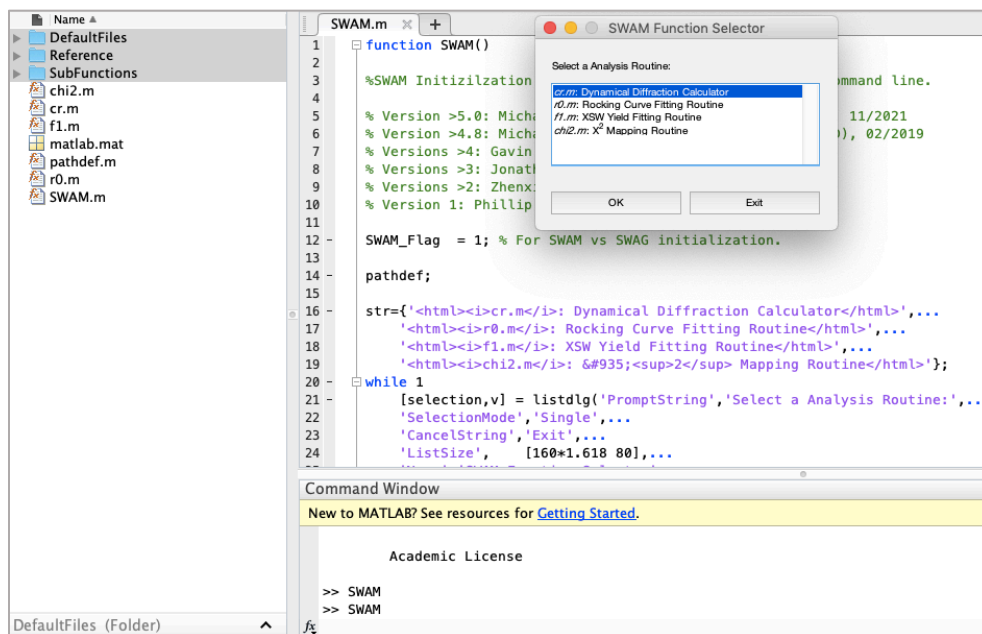 Name
DefaultFiles
Reference
SubFunctions
chi2.m
cr.m
f1.m
matlab.mat
pathdef.m
r0.m
SWAM.m
DefaultFiles (Folder)
SWAM.m
1 function SWAM()
2
3 %SWAM Initizilzation ommand line.
4
5 % Version >5.0: Micha 11/2021
6 % Version >4.8: Micha ), 02/2019
7 % Versions >4: Gavin
8 % Versions >3: Jonath
9 % Versions >2: Zhenxi
10 % Version 1: Phillip
11
12 - SWAM_Flag = 1; % For SWAM vs SWAG initialization.
13
14 - pathdef;
15
16 - str={'<html><i>cr.m</i>: Dynamical Diffraction Calculator</html>',...
17 '<html><i>r0.m</i>: Rocking Curve Fitting Routine</html>',...
18 '<html><i>f1.m</i>: XSW Yield Fitting Routine</html>',...
19 '<html><i>chi2.m</i>: &#935;<sup>2</sup> Mapping Routine</html>'};
20 - while 1
21 - [selection,v] = listdlg('PromptString','Select a Analysis Routine:',..
22 'SelectionMode','Single',...
23 'CancelString','Exit',...
24 'ListSize', [160*1.618 80],...
SWAM Function Selector
Select a Analysis Routine:
cr.m: Dynamical Diffraction Calculator
r0.m: Rocking Curve Fitting Routine
f1.m: XSW Yield Fitting Routine
chi2.m: X² Mapping Routine
OK Exit
Command Window
New to MATLAB? See resources for Getting Started.
Academic License
>> SWAM
>> SWAM
fx